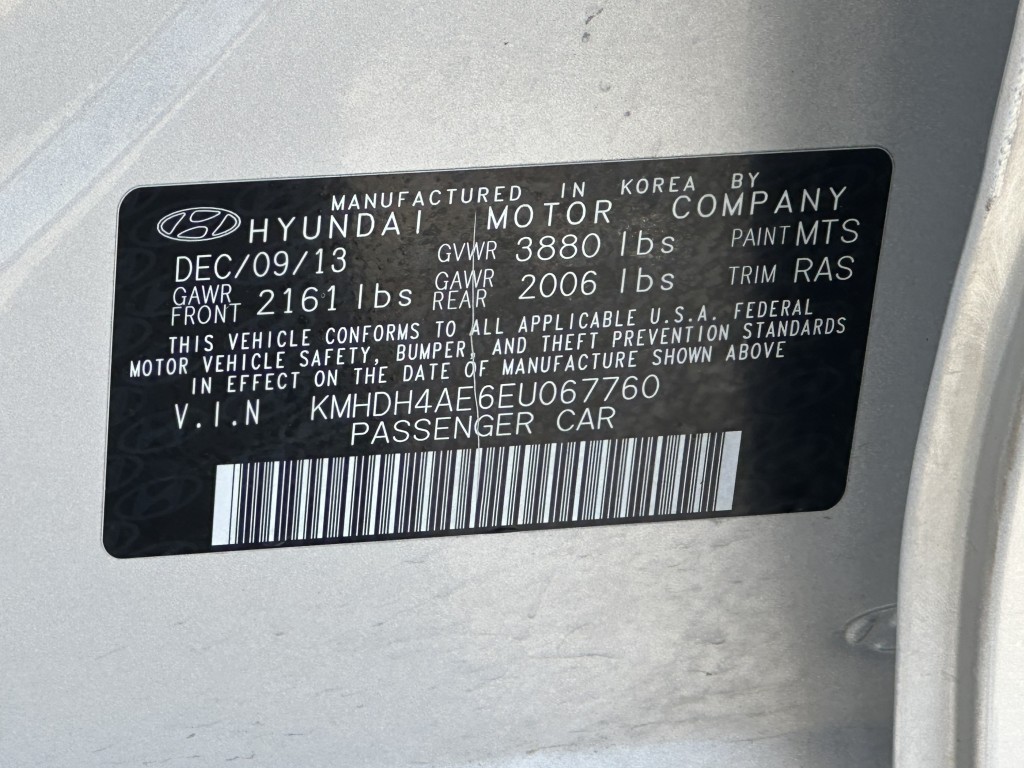 MANUFACTURED IN KOREA BY
HYUNDAI MOTOR COMPANY
DEC/09/13 GVWR 3880 lbs PAINT MTS
GAWR FRONT 2161 lbs GAWR REAR 2006 lbs TRIM RAS
THIS VEHICLE CONFORMS TO ALL APPLICABLE U.S.A. FEDERAL
MOTOR VEHICLE SAFETY, BUMPER, AND THEFT PREVENTION STANDARDS
IN EFFECT ON THE DATE OF MANUFACTURE SHOWN ABOVE
V.I.N KMHDH4AE6EU067760
PASSENGER CAR